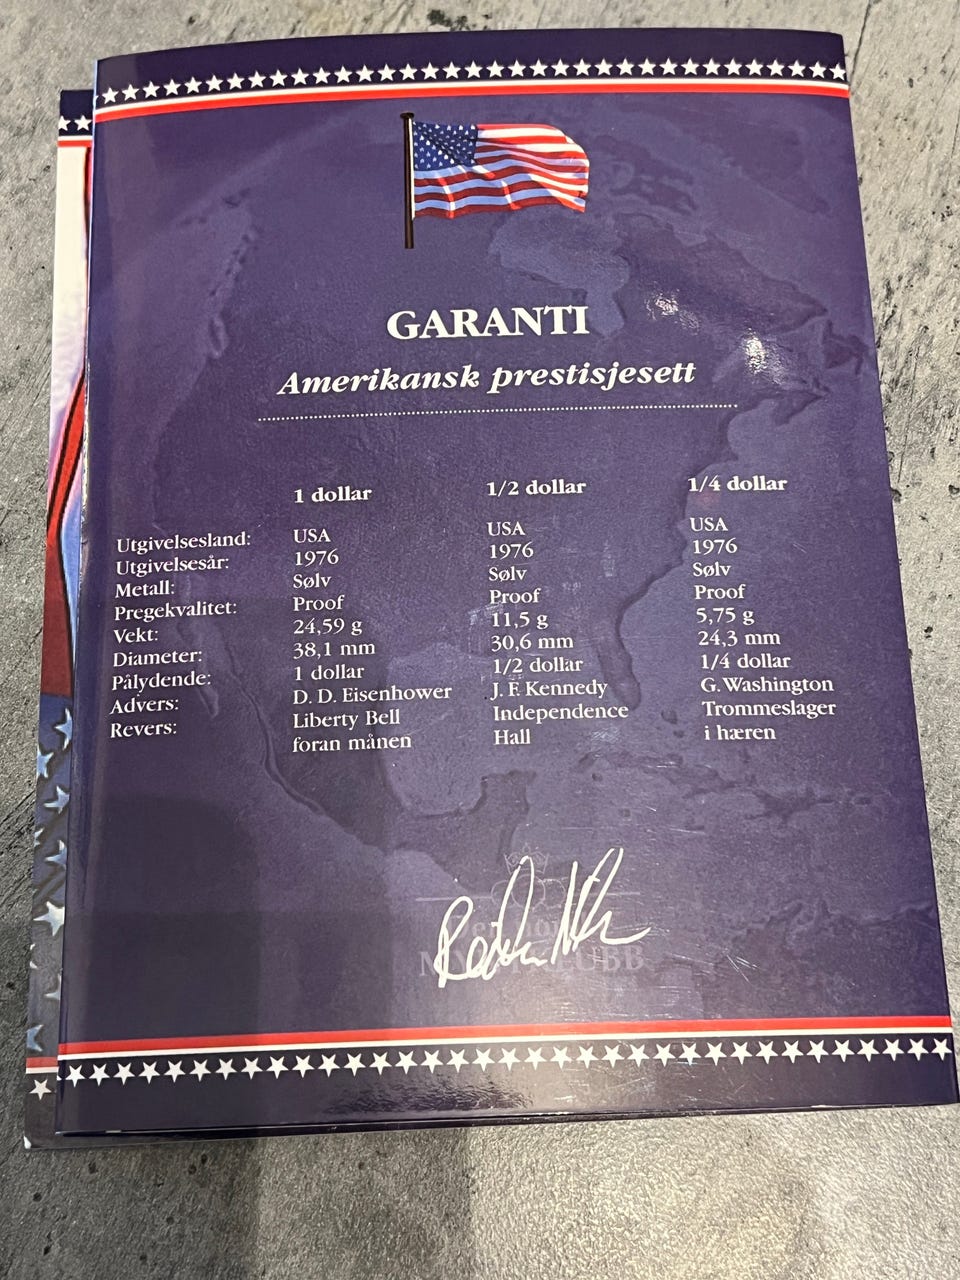 GARANTI
Amerikansk prestisjesett
1 dollar 1/2 dollar 1/4 dollar
Utgivelsesland: USA USA USA
Utgivelsesår: 1976 1976 1976
Metall: Sølv Sølv Sølv
Pregekvalitet: Proof Proof Proof
Vekt: 24,59 g 11,5 g 5,75 g
Diameter: 38,1 mm 30,6 mm 24,3 mm
Pålydende: 1 dollar 1/2 dollar 1/4 dollar
Advers: D. D. Eisenhower J. F. Kennedy G. Washington
Revers: Liberty Bell Independence Trommeslager
foran månen Hall i hæren